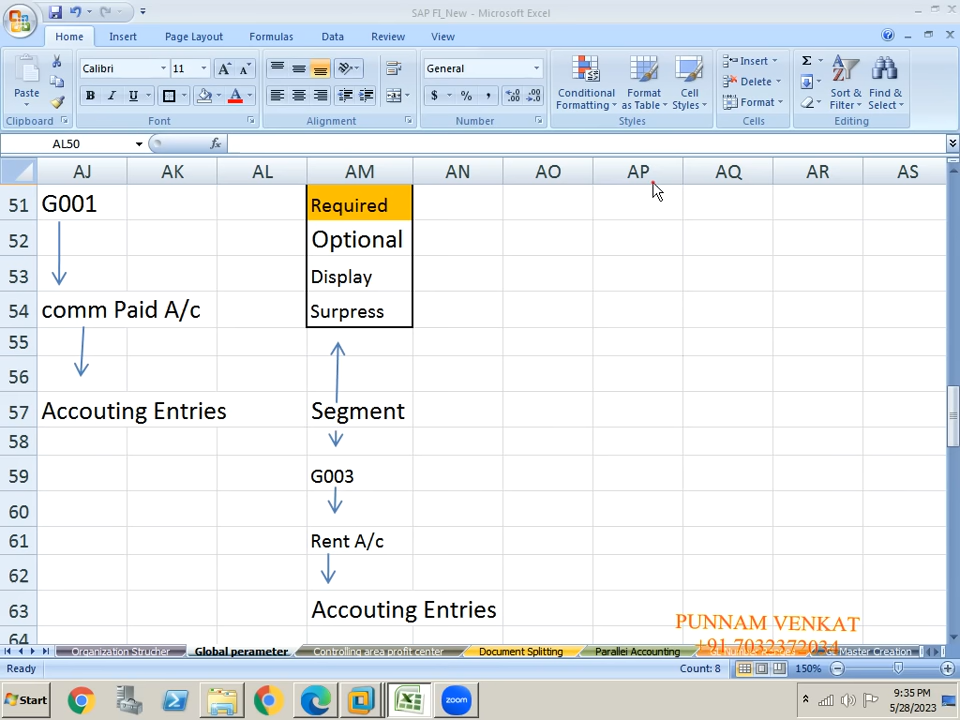 SAP FI_New - Microsoft Excel
Home Insert Page Layout Formulas Data Review View
Paste
Clipboard
Calibri 11
B I U
Font
Alignment
General
$ % ,
Number
Conditional Formatting
Format as Table
Cell Styles
Styles
Insert
Delete
Format
Cells
Sort & Filter
Find & Select
Editing
AL50 fx
AJ AK AL AM AN AO AP AQ AR AS
51 G001 Required
52 Optional
53 Display
54 comm Paid A/c Surpress
55
56
57 Accouting Entries Segment
58
59 G003
60
61 Rent A/c
62
63 Accouting Entries
64
PUNNAM VENKAT
+91 7032372034
Organization Strucher Global perameter Controlling area profit center Document Splitting Parallel Accounting Master Creation
Ready Count: 8 150%
Start
9:35 PM
5/28/2023
zoom